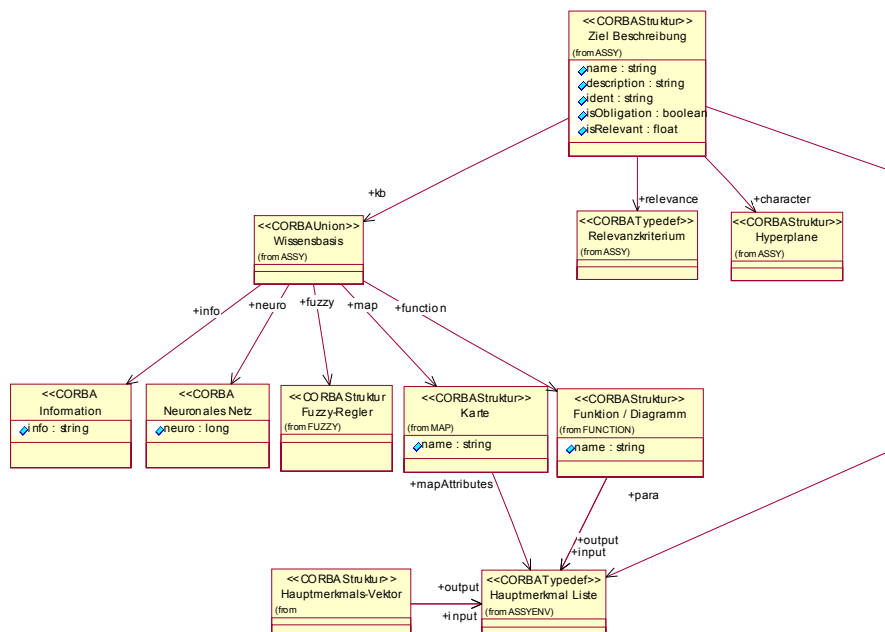 <<CORBAStruktur>>
Ziel Beschreibung
(from ASSY)
name : string
description : string
ident : string
isObligation : boolean
isRelevant : float
+kb
+relevance
+character
<<CORBAUnion>>
Wissensbasis
(from ASSY)
<<CORBATypedef>>
Relevanzkriterium
(from ASSY)
<<CORBAStruktur>>
Hyperplane
(from ASSY)
+info
+neuro
+fuzzy
+map
+function
<<CORBA
Information
info : string
<<CORBA
Neuronales Netz
neuro : long
<<CORBAStruktur
Fuzzy-Regler
(from FUZZY)
<<CORBAStruktur>>
Karte
(from MAP)
name : string
<<CORBAStruktur>>
Funktion / Diagramm
(from FUNCTION)
name : string
+mapAttributes
+para
+output
+input
<<CORBAStruktur>>
Hauptmerkmals-Vektor
(from
+output
+input
<<CORBATypedef>>
Hauptmerkmal Liste
(from ASSYENV)